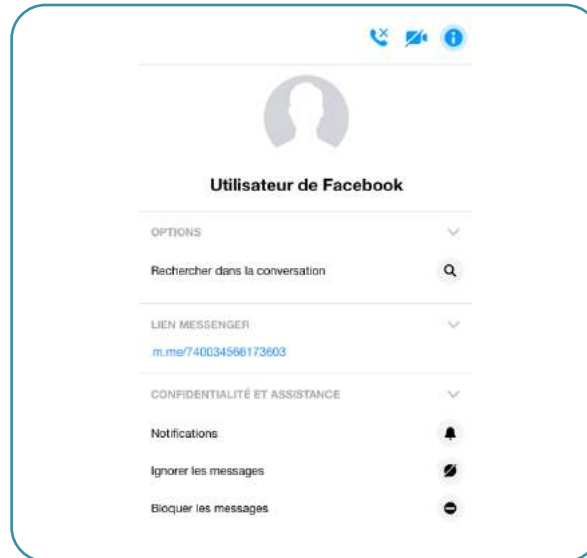 Utilisateur de Facebook
OPTIONS
Rechercher dans la conversation
LIEN MESSENGER
m.me/740034566173603
CONFIDENTIALITÉ ET ASSISTANCE
Notifications
Ignorer les messages
Bloquer les messages